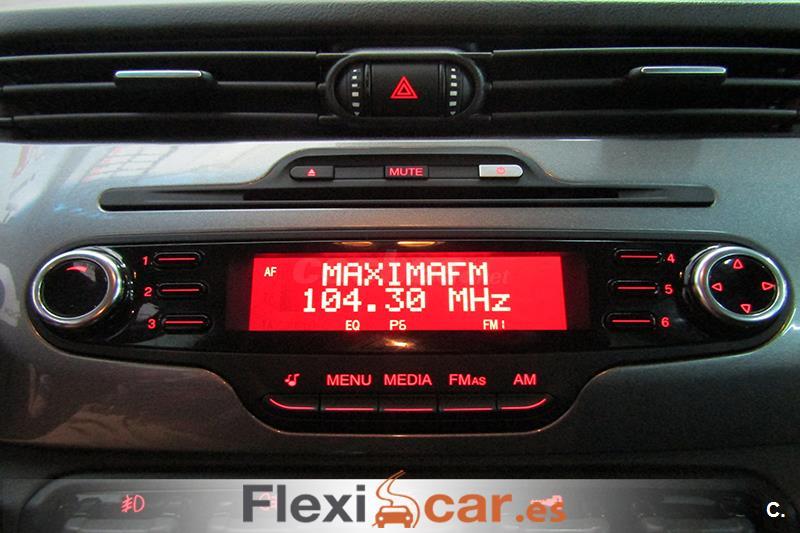 MUTE
1
2
3
AF
MAXIMAFM
104.30 MHz
EQ P6 FM1
4
5
6
MENU MEDIA FMAS AM
Flexicar.es
C.